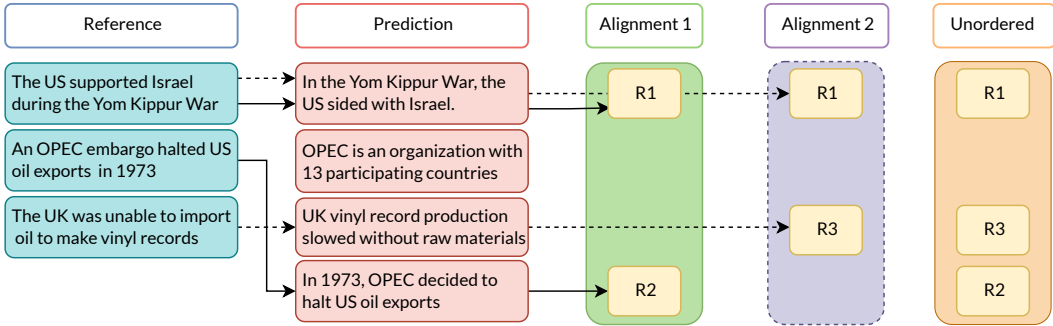 Reference
Prediction
Alignment 1
Alignment 2
Unordered
The US supported Israel
during the Yom Kippur War
In the Yom Kippur War, the
US sided with Israel.
R1
R1
R1
An OPEC embargo halted US
oil exports in 1973
OPEC is an organization with
13 participating countries
The UK was unable to import
oil to make vinyl records
UK vinyl record production
slowed without raw materials
R3
R3
In 1973, OPEC decided to
halt US oil exports
R2
R2